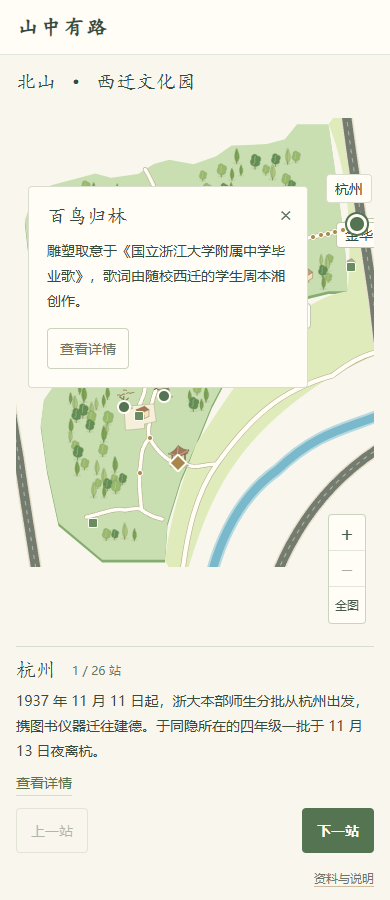 山中有路
北山 • 西迁文化园
杭州
金华
百鸟归林 ×
雕塑取意于《国立浙江大学附属中学毕
业歌》，歌词由随校西迁的学生周本湘
创作。
查看详情
+
−
全图
杭州 1 / 26 站
1937 年 11 月 11 日起，浙大本部师生分批从杭州出发，
携图书仪器迁往建德。于同隐所在的四年级一批于 11 月
13 日夜离杭。
查看详情
上一站
下一站
资料与说明